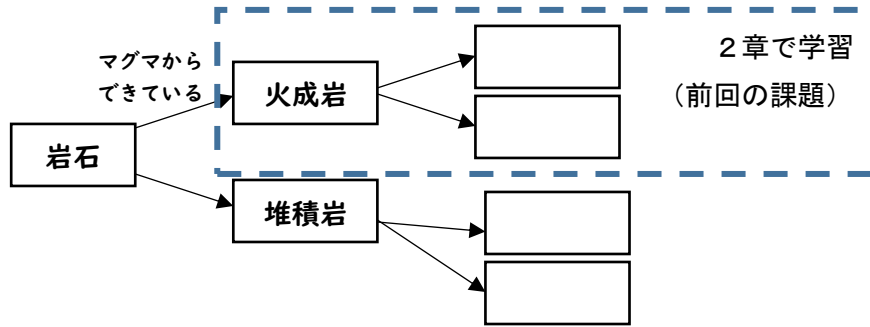 マグマから
できている
岩石
火成岩
２章で学習
（前回の課題）
堆積岩